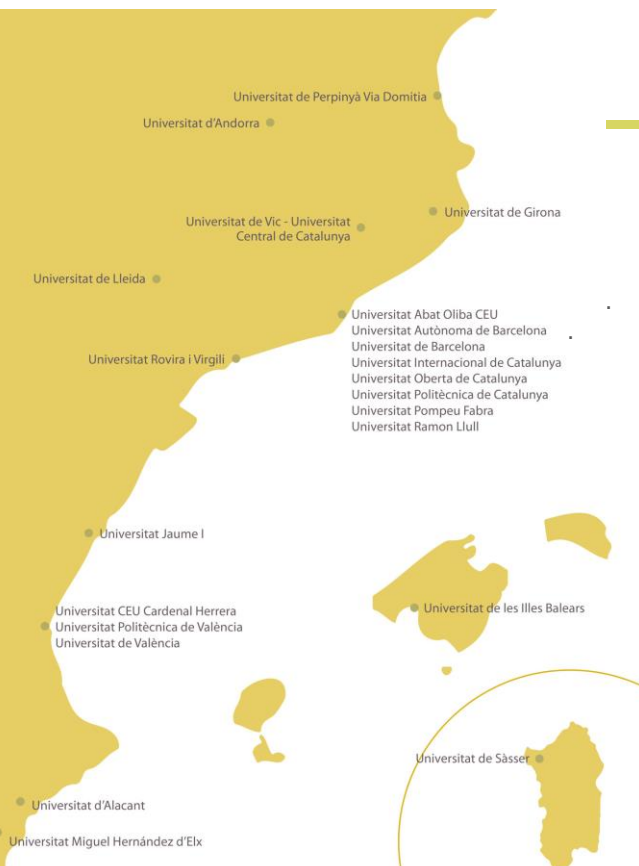 Universitat de Perpinyà Via Domitia
Universitat d'Andorra
Universitat de Girona
Universitat de Vic - Universitat
Central de Catalunya
Universitat de Lleida
Universitat Abat Oliba CEU
Universitat Autònoma de Barcelona
Universitat de Barcelona
Universitat Internacional de Catalunya
Universitat Oberta de Catalunya
Universitat Politècnica de Catalunya
Universitat Pompeu Fabra
Universitat Ramon Llull
Universitat Rovira i Virgili
Universitat Jaume I
Universitat CEU Cardenal Herrera
Universitat Politècnica de València
Universitat de València
Universitat de les Illes Balears
Universitat de Sàsser
Universitat d'Alacant
Universitat Miguel Hernández d'Elx